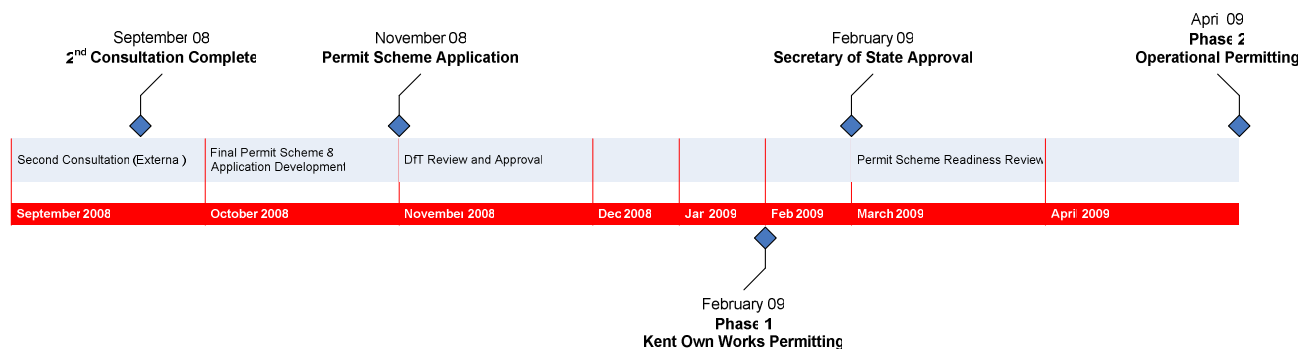 September 08
2nd Consultation Complete
November 08
Permit Scheme Application
February 09
Secretary of State Approval
April 09
Phase 2
Operational Permitting
Second Consultation (External)
Final Permit Scheme &
Application Development
DfT Review and Approval
Permit Scheme Readiness Review
September 2008
October 2008
November 2008
Dec 2008
Jan 2009
Feb 2009
March 2009
April 2009
February 09
Phase 1
Kent Own Works Permitting